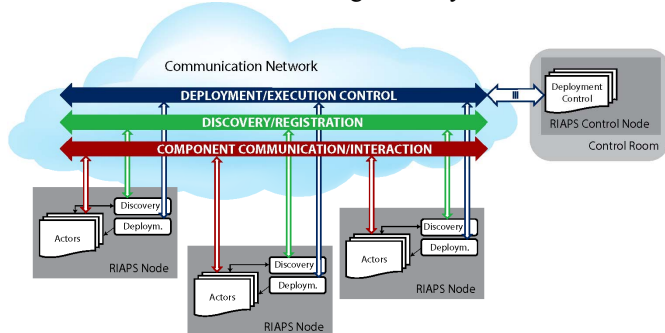 Communication Network
DEPLOYMENT/EXECUTION CONTROL
DISCOVERY/REGISTRATION
COMPONENT COMMUNICATION/INTERACTION
Deployment
Control
RIAPS Control Node
Control Room
Discovery
Deploym.
Actors
RIAPS Node
Discovery
Deploym.
Actors
RIAPS Node
Discovery
Deploym.
Actors
RIAPS Node